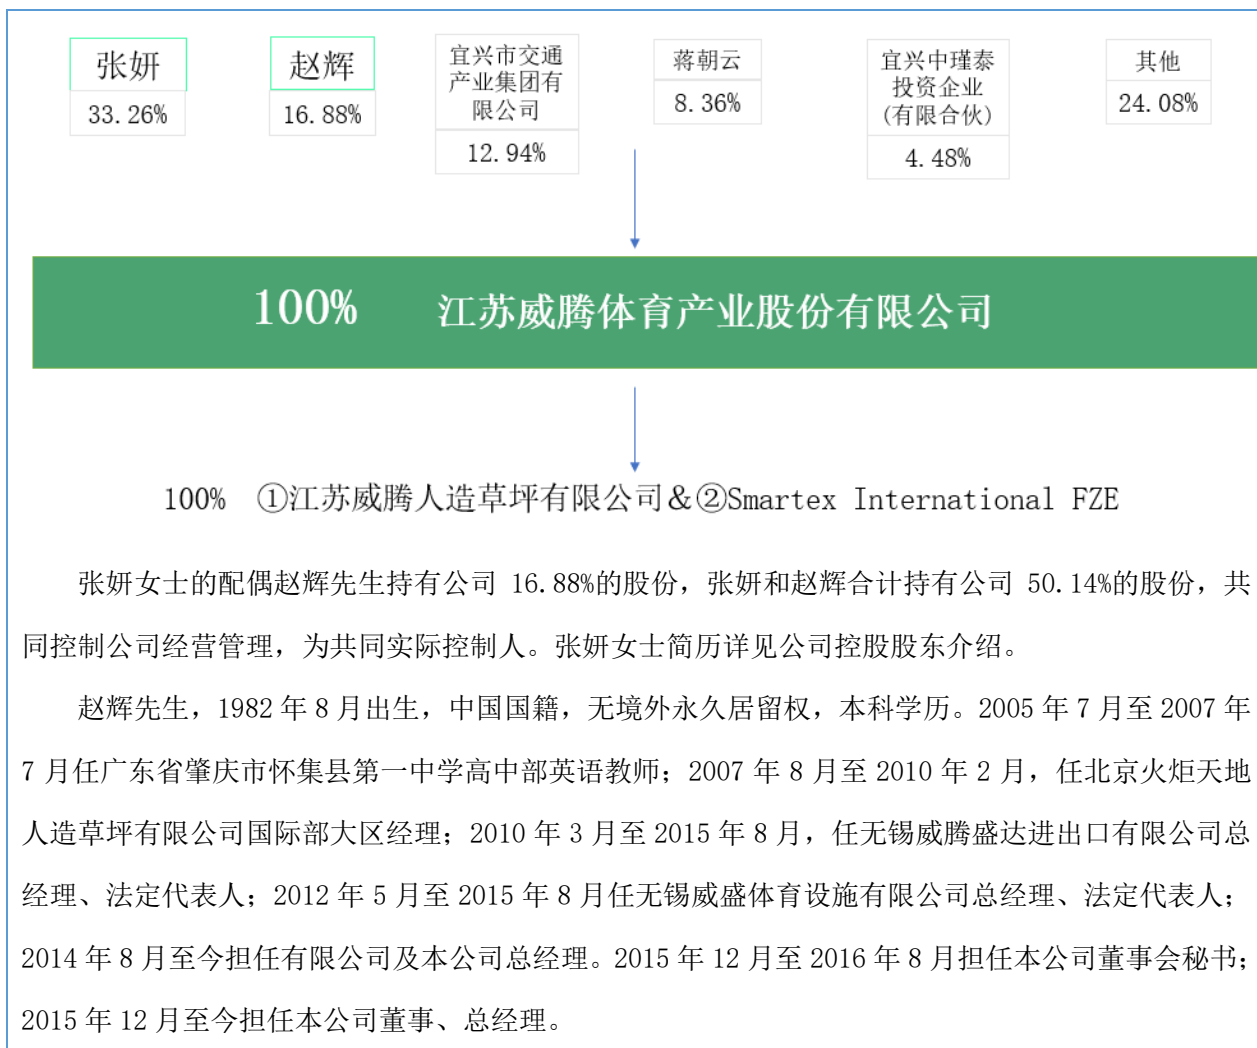 张妍
33.26%
赵辉
16.88%
宜兴市交通
产业集团有
限公司
12.94%
蒋朝云
8.36%
宜兴中瑾泰
投资企业
(有限合伙)
4.48%
其他
24.08%
100% 江苏威腾体育产业股份有限公司
100% ①江苏威腾人造草坪有限公司&②Smartex International FZE
张妍女士的配偶赵辉先生持有公司 16.88%的股份，张妍和赵辉合计持有公司 50.14%的股份，共
同控制公司经营管理，为共同实际控制人。张妍女士简历详见公司控股股东介绍。
赵辉先生，1982 年 8 月出生，中国国籍，无境外永久居留权，本科学历。2005 年 7 月至 2007 年
7 月任广东省肇庆市怀集县第一中学高中部英语教师；2007 年 8 月至 2010 年 2 月，任北京火炬天地
人造草坪有限公司国际部大区经理；2010 年 3 月至 2015 年 8 月，任无锡威腾盛达进出口有限公司总
经理、法定代表人；2012 年 5 月至 2015 年 8 月任无锡威盛体育设施有限公司总经理、法定代表人；
2014 年 8 月至今担任有限公司及本公司总经理。2015 年 12 月至 2016 年 8 月担任本公司董事会秘书；
2015 年 12 月至今担任本公司董事、总经理。